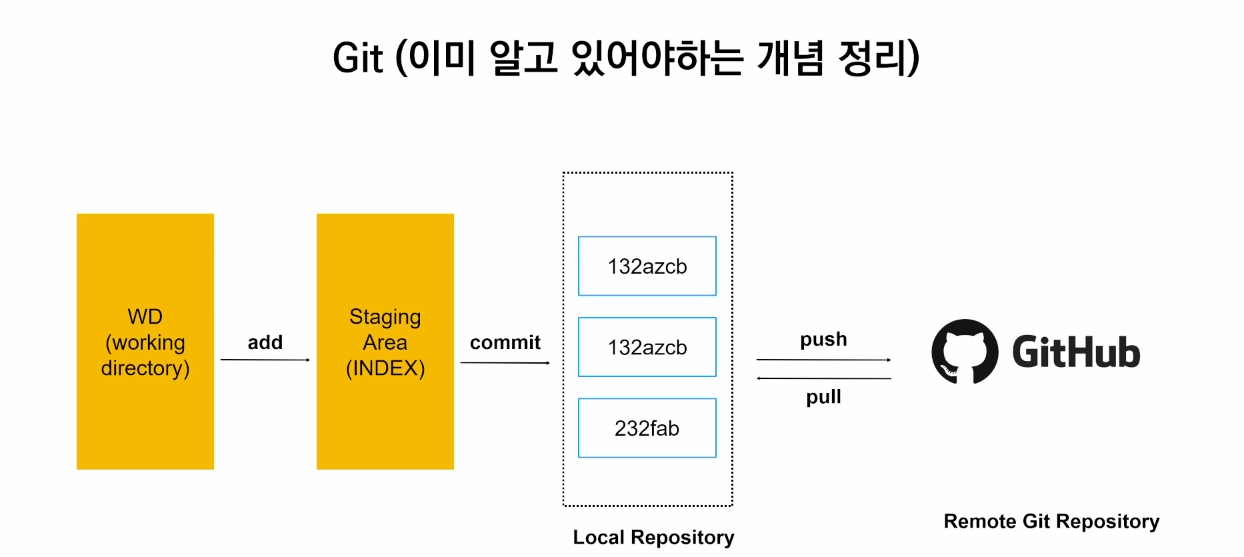 Git (이미 알고 있어야하는 개념 정리)
WD
(working
directory)
add
Staging
Area
(INDEX)
commit
132azcb
132azcb
232fab
Local Repository
push
pull
GitHub
Remote Git Repository